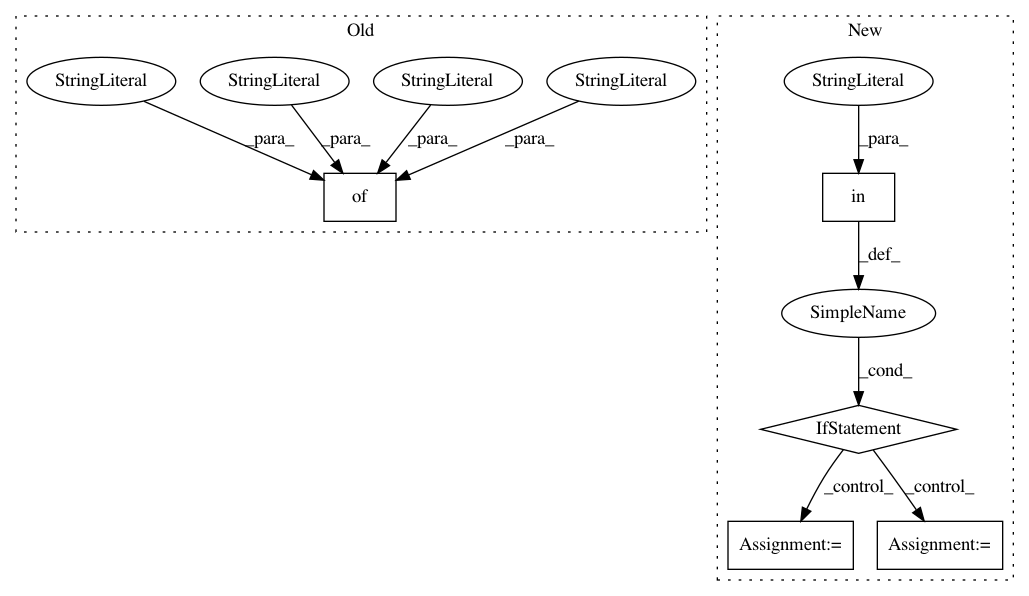 Old
New
StringLiteral
StringLiteral
StringLiteral
StringLiteral
StringLiteral
_para_
_para_
_para_
_para_
_para_
of
in
_def_
SimpleName
_cond_
IfStatement
_control_
_control_
Assignment:=
Assignment:=